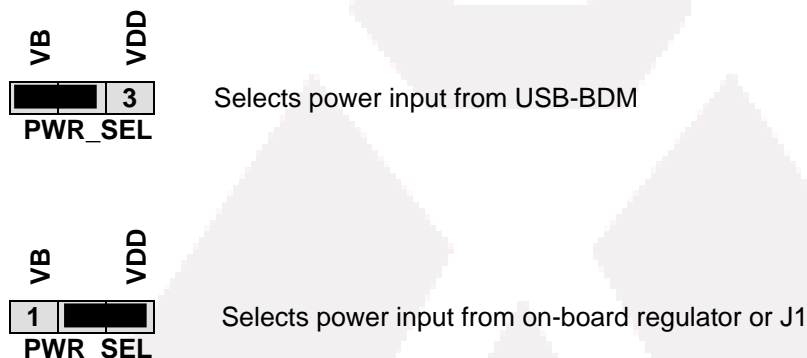 VB VDD
3 Selects power input from USB-BDM
PWR_SEL
VB VDD
1 Selects power input from on-board regulator or J1
PWR_SEL